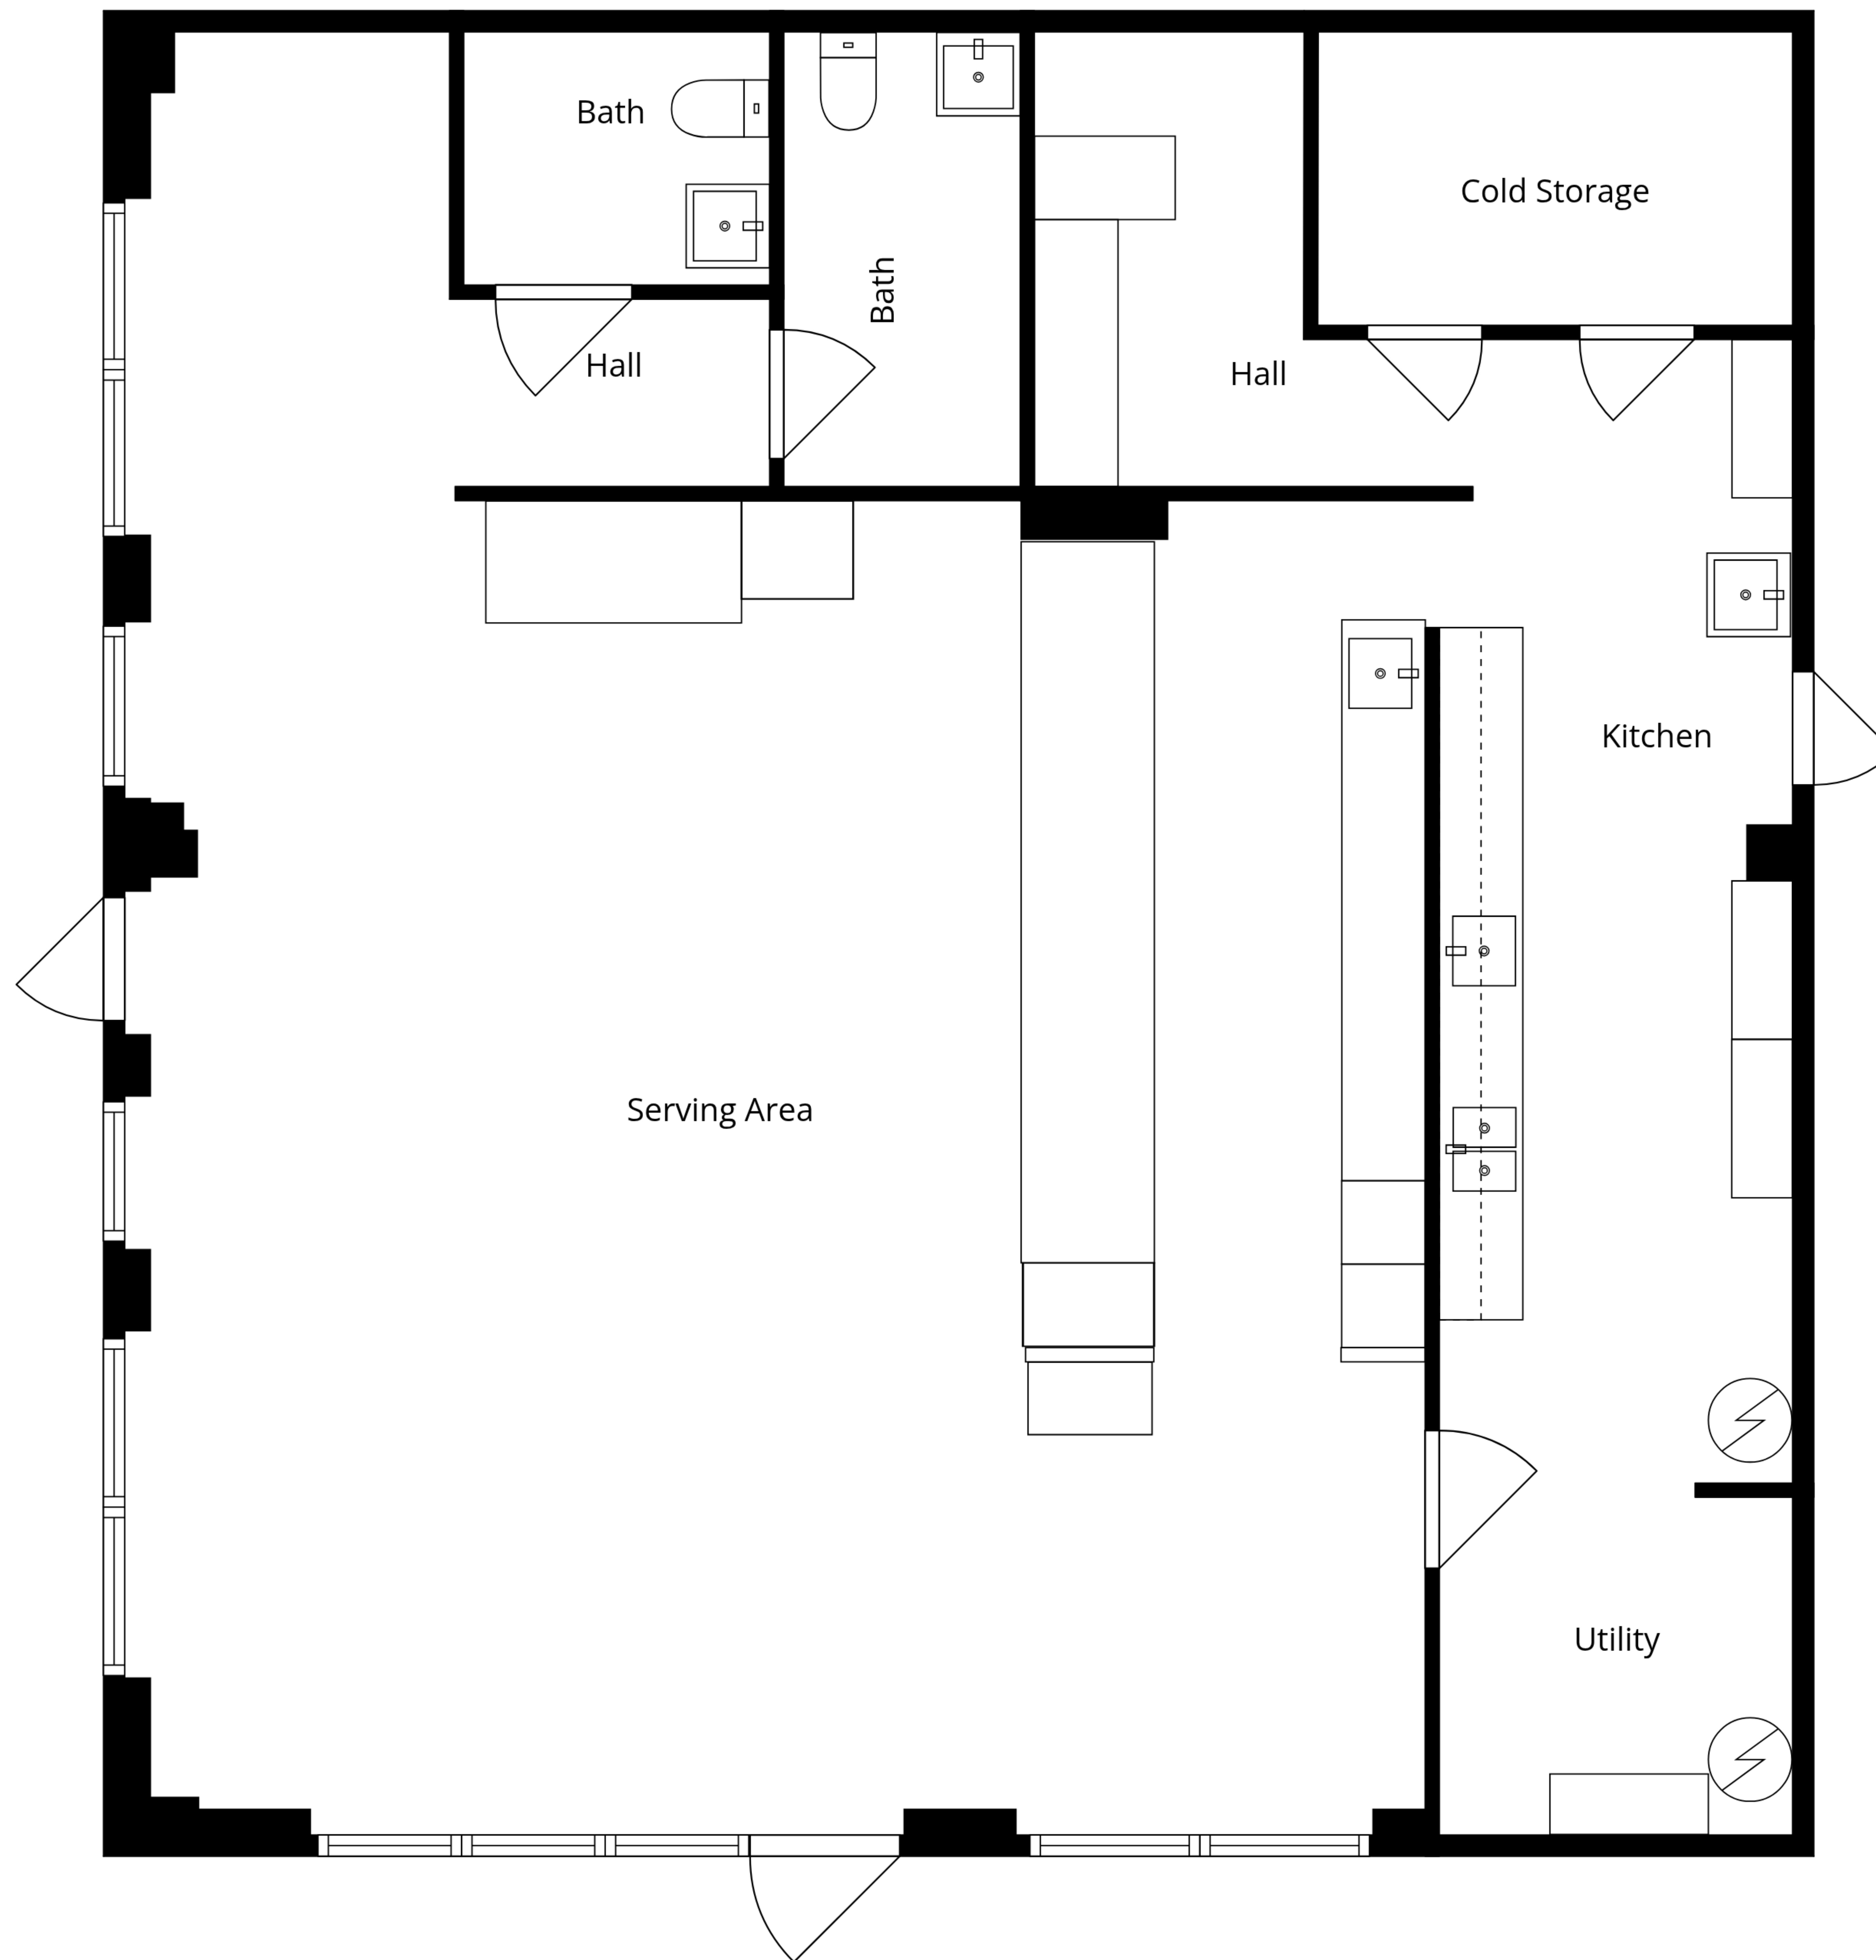 Bath
Cold Storage
Bath
Hall
Hall
Kitchen
Serving Area
Utility